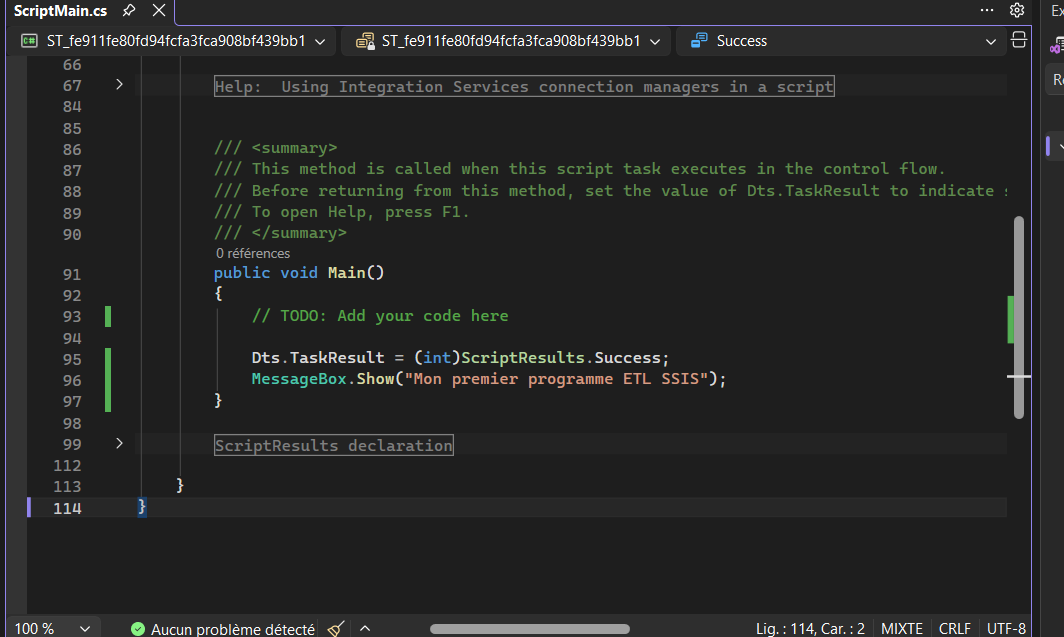 ScriptMain.cs
Ex
ST_fe911fe80fd94fcfa3fca908bf439bb1 ST_fe911fe80fd94fcfa3fca908bf439bb1 Success
66
67 Help:  Using Integration Services connection managers in a script
84
85
86 /// <summary>
87 /// This method is called when this script task executes in the control flow.
88 /// Before returning from this method, set the value of Dts.TaskResult to indicate
89 /// To open Help, press F1.
90 /// </summary>
0 références
91 public void Main()
92 {
93 // TODO: Add your code here
94
95 Dts.TaskResult = (int)ScriptResults.Success;
96 MessageBox.Show("Mon premier programme ETL SSIS");
97 }
98
99 ScriptResults declaration
112
113 }
114 }
100 % Aucun problème détecté Lig. : 114, Car. : 2 MIXTE CRLF UTF-8